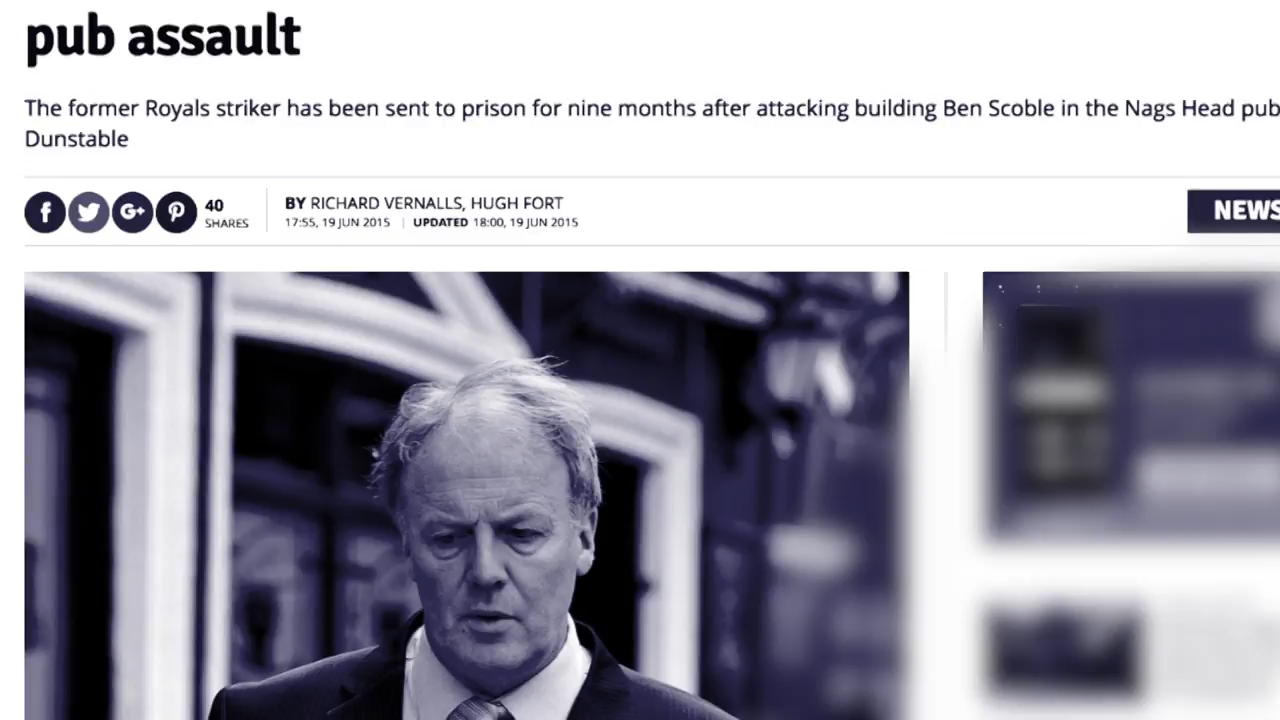 pub assault
The former Royals striker has been sent to prison for nine months after attacking building Ben Scoble in the Nags Head pub
Dunstable
40
SHARES
BY RICHARD VERNALLS, HUGH FORT
17:55, 19 JUN 2015 | UPDATED 18:00, 19 JUN 2015
NEWS